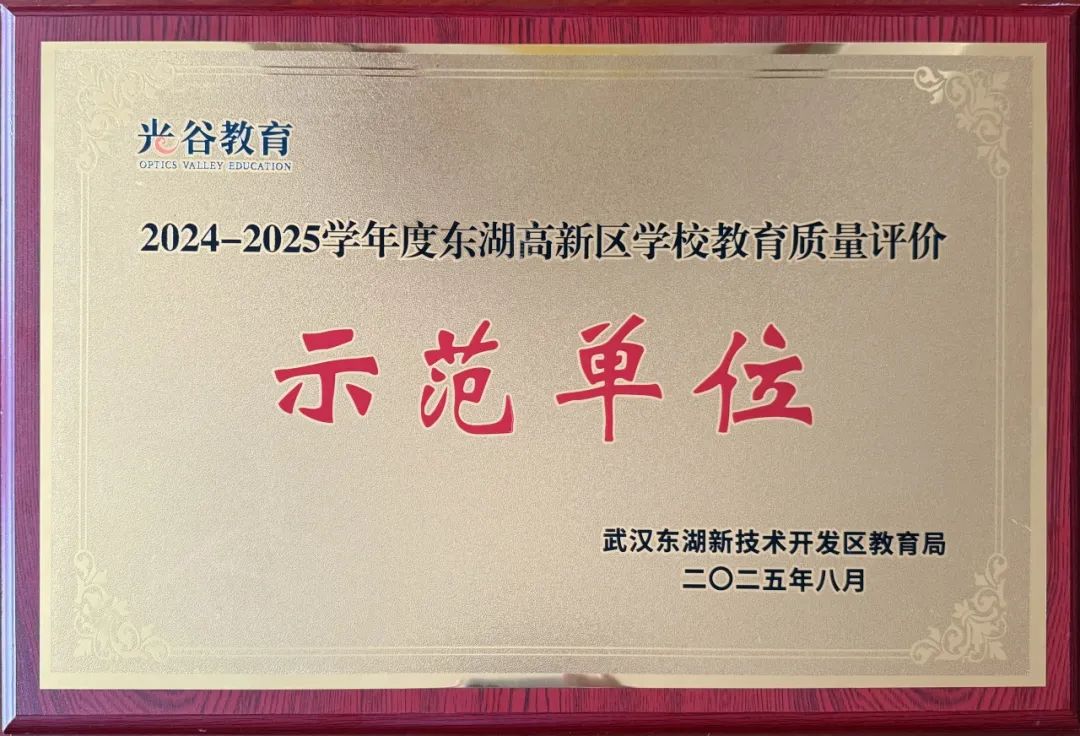 光谷教育
OPTICS VALLEY EDUCATION
2024-2025学年度东湖高新区学校教育质量评价
示范单位
武汉东湖新技术开发区教育局
二〇二五年八月